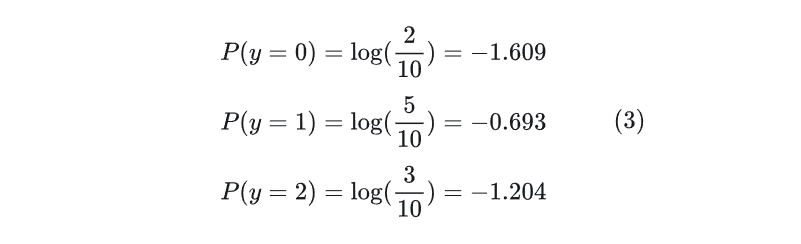 P(y = 0) = log(2/10) = −1.609
P(y = 1) = log(5/10) = −0.693 (3)
P(y = 2) = log(3/10) = −1.204